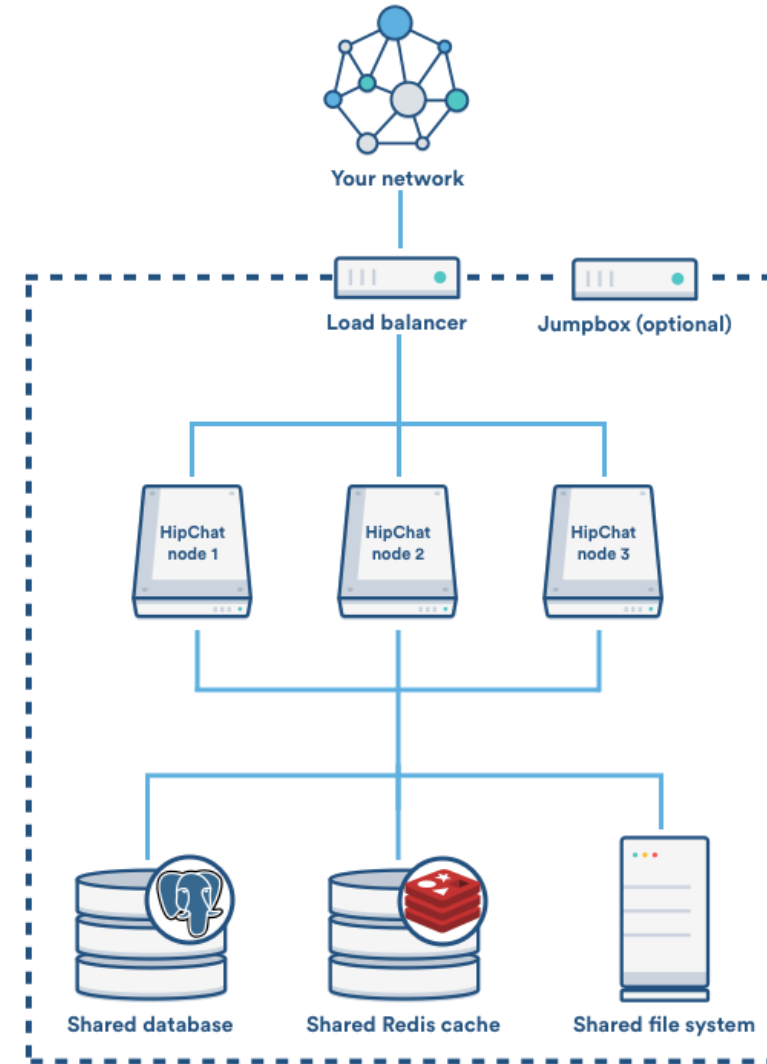 Your network
Load balancer
Jumpbox (optional)
HipChat
node 1
HipChat
node 2
HipChat
node 3
Shared database
Shared Redis cache
Shared file system